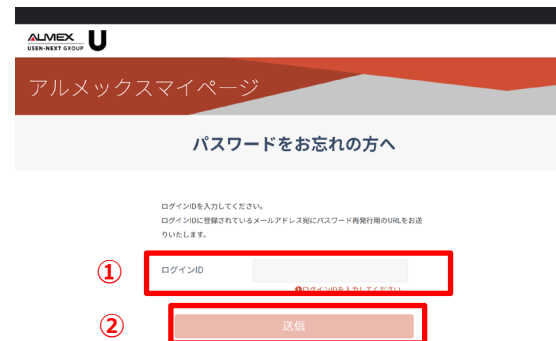 ALMEX
USEN-NEXT GROUP
U
アルメックスマイページ
パスワードをお忘れの方へ
ログインIDを入力してください。
ログインIDに登録されているメールアドレス宛にパスワード再発行用のURLをお送
りいたします。
① ログインID
ログインIDを入力してください。
② 送信